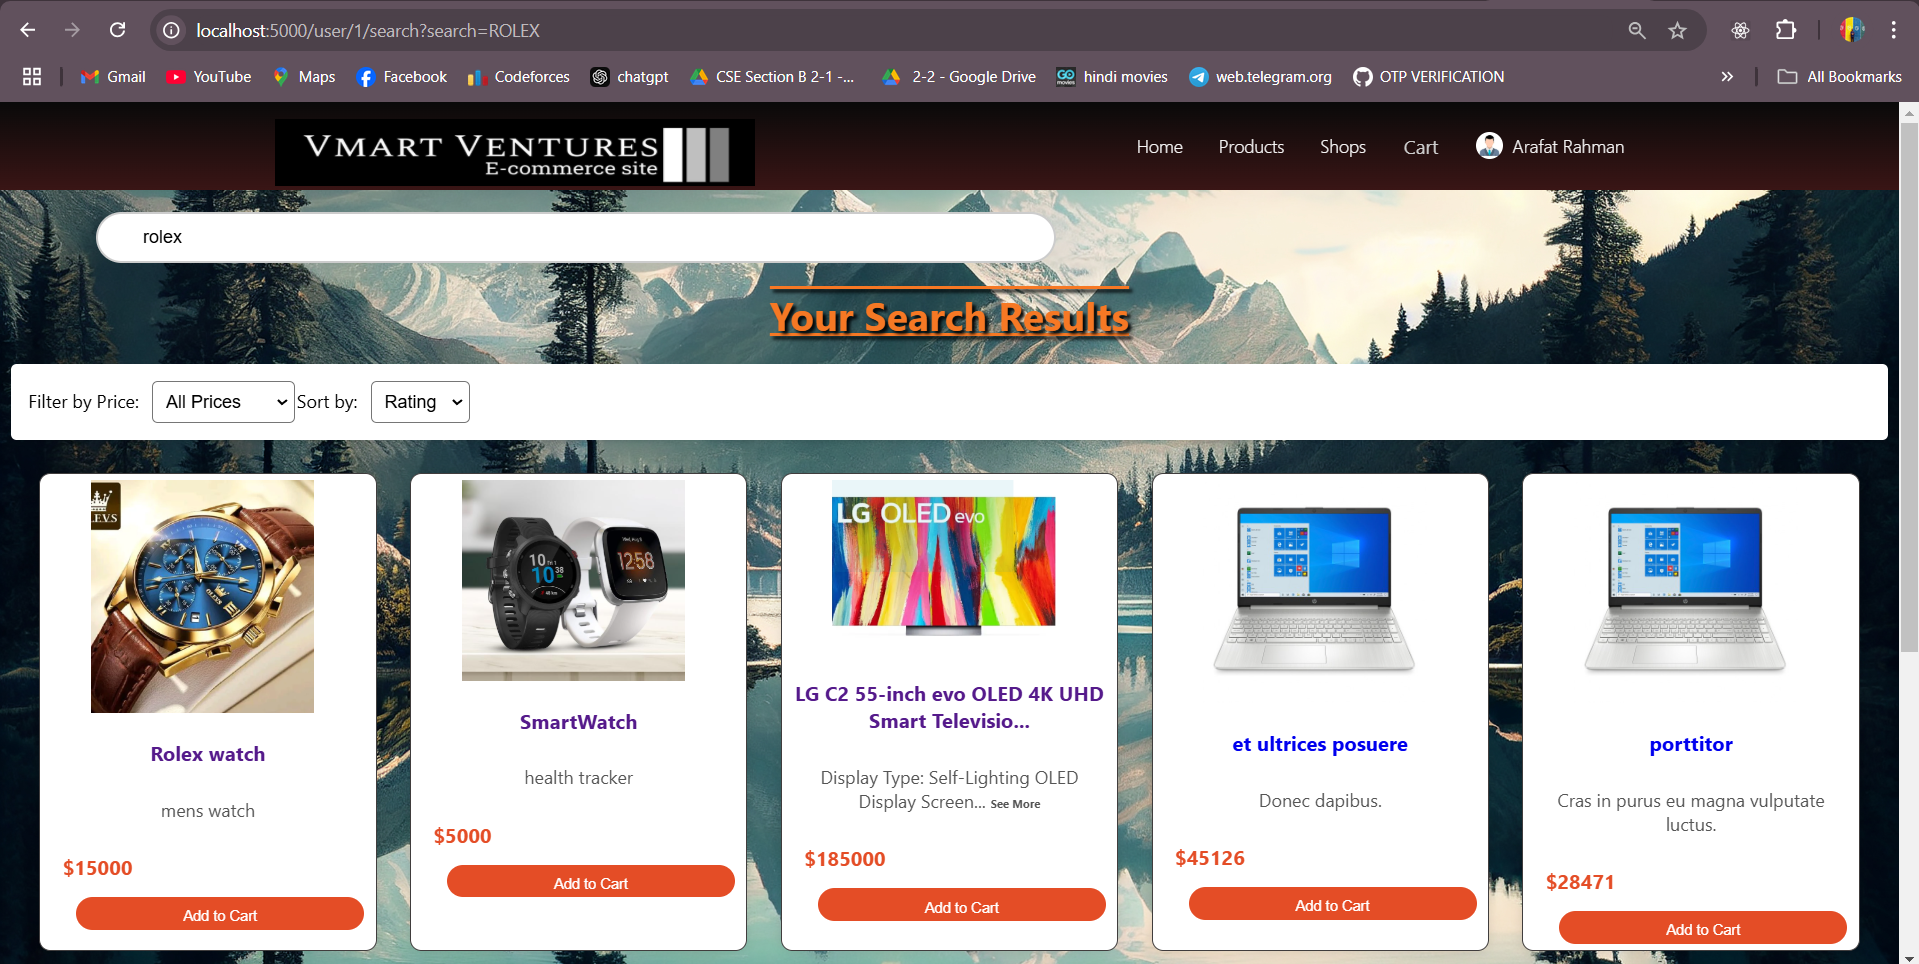 localhost:5000/user/1/search?search=ROLEX
Gmail YouTube Maps Facebook Codeforces chatgpt CSE Section B 2-1 -... 2-2 - Google Drive hindi movies web.telegram.org OTP VERIFICATION » All Bookmarks
VMART VENTURES
E-commerce site
Home Products Shops Cart Arafat Rahman
rolex
Your Search Results
Filter by Price: All Prices Sort by: Rating
LG OLED evo
10:10
38
12:58
OLEVS
Rolex watch
mens watch
$15000
Add to Cart
SmartWatch
health tracker
$5000
Add to Cart
LG C2 55-inch evo OLED 4K UHD
Smart Televisio...
Display Type: Self-Lighting OLED
Display Screen... See More
$185000
Add to Cart
et ultrices posuere
Donec dapibus.
$45126
Add to Cart
porttitor
Cras in purus eu magna vulputate
luctus.
$28471
Add to Cart